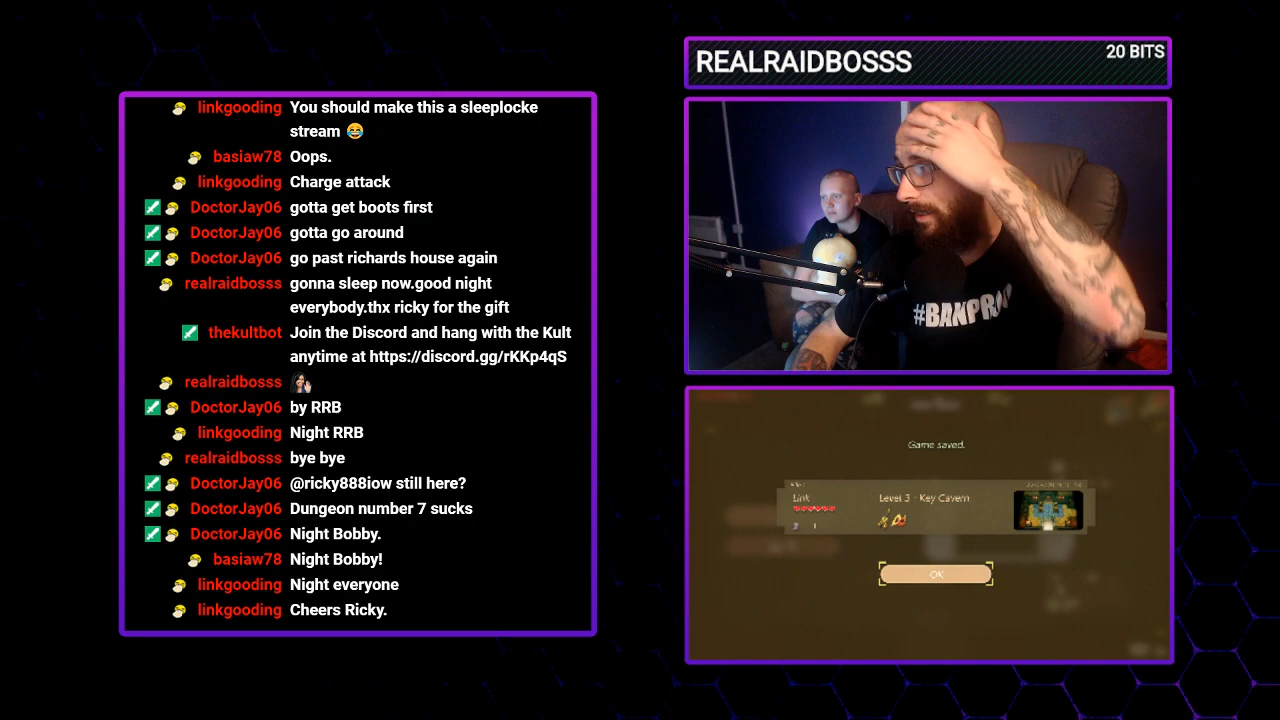 linkgooding You should make this a sleeplocke
stream 😂
basiaw78 Oops.
linkgooding Charge attack
DoctorJay06 gotta get boots first
DoctorJay06 gotta go around
DoctorJay06 go past richards house again
realraidbosss gonna sleep now.good night
everybody.thx ricky for the gift
thekultbot Join the Discord and hang with the Kult
anytime at https://discord.gg/rKKp4qS
realraidbosss
DoctorJay06 by RRB
linkgooding Night RRB
realraidbosss bye bye
DoctorJay06 @ricky888iow still here?
DoctorJay06 Dungeon number 7 sucks
DoctorJay06 Night Bobby.
basiaw78 Night Bobby!
linkgooding Night everyone
linkgooding Cheers Ricky.
REALRAIDBOSSS 20 BITS
Game saved.
Link Level 3 - Key Cavern
1
OK